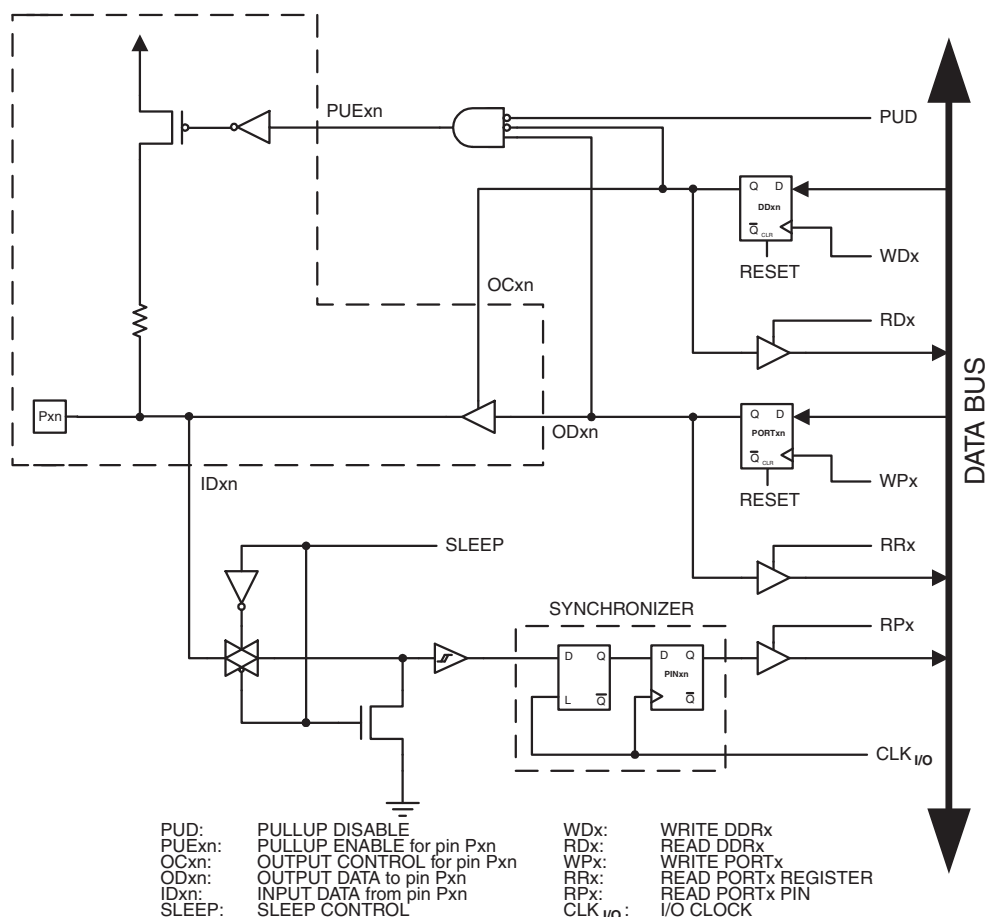 PUExn
PUD
Q D
DDxn
Q CLR
WDx
RESET
OCxn
RDx
Pxn
ODxn
Q D
PORTxn
Q CLR
WPx
RESET
IDxn
DATA BUS
SLEEP
RRx
SYNCHRONIZER
RPx
D Q
L Q
D Q
PINxn
Q
CLK I/O
PUD: PULLUP DISABLE
PUExn: PULLUP ENABLE for pin Pxn
OCxn: OUTPUT CONTROL for pin Pxn
ODxn: OUTPUT DATA to pin Pxn
IDxn: INPUT DATA from pin Pxn
SLEEP: SLEEP CONTROL
WDx: WRITE DDRx
RDx: READ DDRx
WPx: WRITE PORTx
RRx: READ PORTx REGISTER
RPx: READ PORTx PIN
CLK I/O: I/O CLOCK